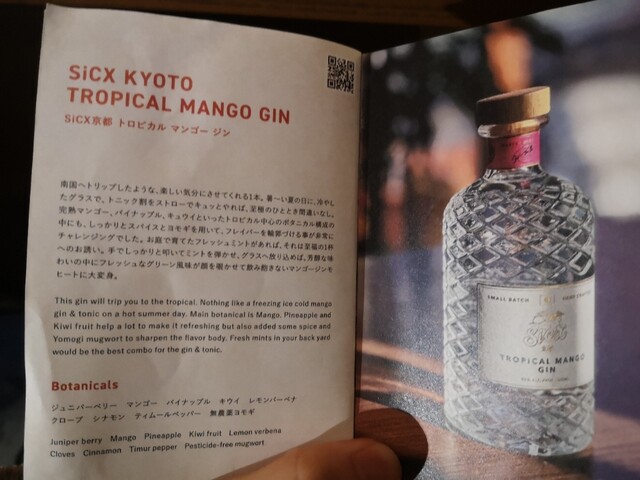 SiCX KYOTO
TROPICAL MANGO GIN
SiCX京都 トロピカル マンゴー ジン
南国へトリップしたような、楽しい気分にさせてくれる1本。暑〜い夏の日に、冷やし
たグラスで、トニック割をストローでキュッとやれば、至極のひととき間違いなし。
完熟マンゴー、パイナップル、キュウイといったトロピカル中心のボタニカル構成の
中にも、しっかりとスパイスとヨモギを用いて、フレイバーを輪郭づける事が非常に
チャレンジングでした。お庭で育てたフレッシュミントがあれば、それは至福の1杯
へのお誘い。手でしっかりと叩いてミントを弾かせ、グラスへ放り込めば、芳醇な味
わいの中にフレッシュなグリーン風味が顔を覗かせて飲み飽きないマンゴージンモ
ヒートに大変身。
This gin will trip you to the tropical. Nothing like a freezing ice cold mango
gin & tonic on a hot summer day. Main botanical is Mango, Pineapple and
Kiwi fruit help a lot to make it refreshing but also added some spice and
Yomogi mugwort to sharpen the flavor body. Fresh mints in your back yard
would be the best combo for the gin & tonic.
Botanicals
ジュニパーベリー マンゴー パイナップル キウイ レモンバーベナ
クローブ シナモン ティムールペッパー 無農薬ヨモギ
Juniper berry Mango Pineapple Kiwi fruit Lemon verbena
Cloves Cinnamon Timur pepper Pesticide-free mugwort
SMALL BATCH
TROPICAL MANGO
GIN